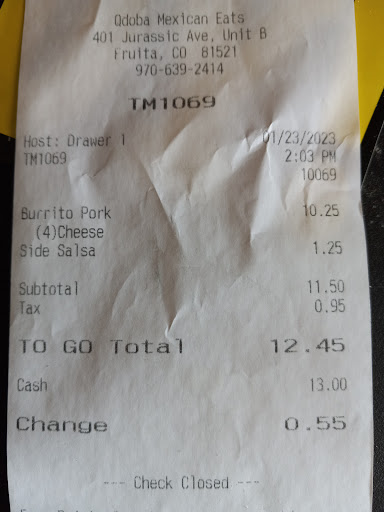 Qdoba Mexican Eats
401 Jurassic Ave, Unit B
Fruita, CO 81521
970-639-2414
TM1069
Host: Drawer 1 01/23/2023
TM1069 2:03 PM
10069
Burrito Pork 10.25
(4)Cheese
Side Salsa 1.25
Subtotal 11.50
Tax 0.95
TO GO Total 12.45
Cash 13.00
Change 0.55
--- Check Closed ---